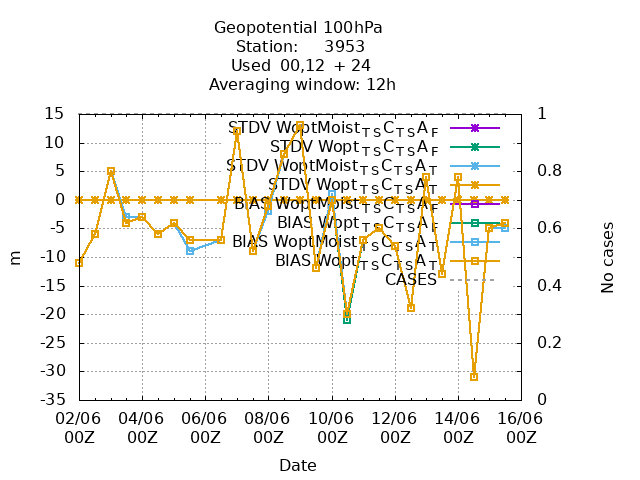 Geopotential 100hPa
Station: 3953
Used 00,12 + 24
Averaging window: 12h
15
10
5
0
-5
-10
-15
-20
-25
-30
-35
m
1
0.8
0.6
0.4
0.2
0
No cases
STDV WoptMoist_TS C_TS A_F
STDV Wopt_TS C_TS A_F
STDV WoptMoist_TS C_TS A_T
STDV Wopt_TS C_TS A_T
BIAS WoptMoist_TS C_TS A_F
BIAS Wopt_TS C_TS A_F
BIAS WoptMoist_TS C_TS A_T
BIAS Wopt_TS C_TS A_T
CASES
02/06 04/06 06/06 08/06 10/06 12/06 14/06 16/06
00Z 00Z 00Z 00Z 00Z 00Z 00Z 00Z
Date